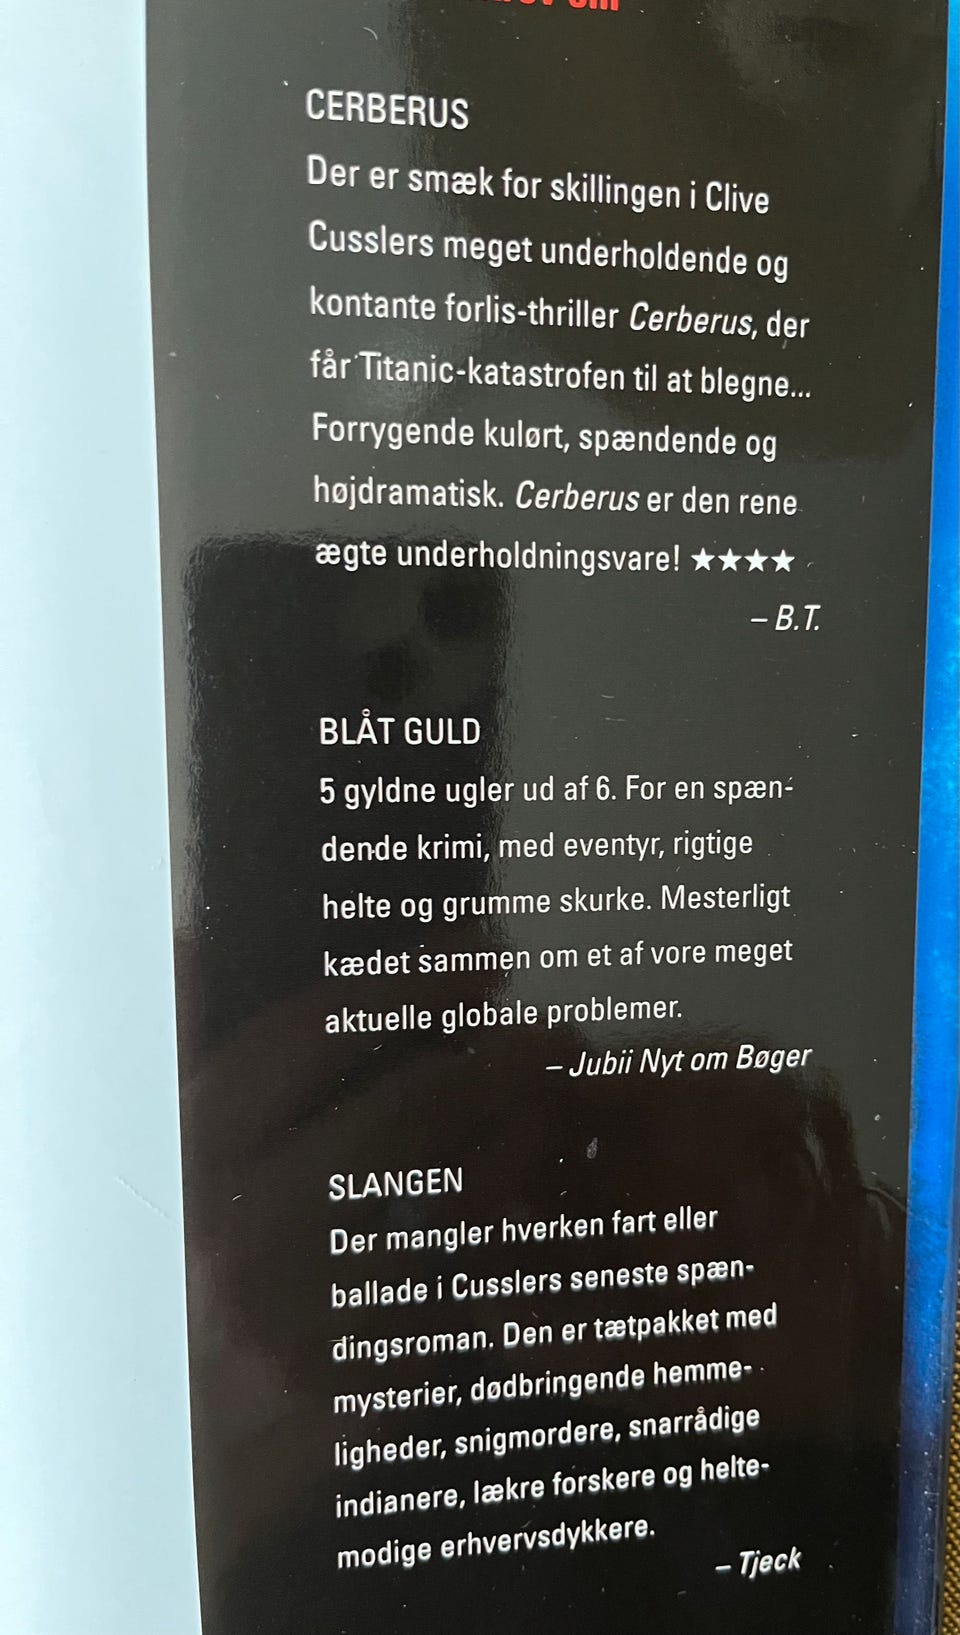 CERBERUS
Der er smæk for skillingen i Clive
Cusslers meget underholdende og
kontante forlis-thriller Cerberus, der
får Titanic-katastrofen til at blegne...
Forrygende kulørt, spændende og
højdramatisk. Cerberus er den rene
ægte underholdningsvare! ★★★★
– B.T.
BLÅT GULD
5 gyldne ugler ud af 6. For en spæn-
dende krimi, med eventyr, rigtige
helte og grumme skurke. Mesterligt
kædet sammen om et af vore meget
aktuelle globale problemer.
– Jubii Nyt om Bøger
SLANGEN
Der mangler hverken fart eller
ballade i Cusslers seneste spæn-
dingsroman. Den er tætpakket med
mysterier, dødbringende hemme-
ligheder, snigmordere, snarrådige
indianere, lækre forskere og helte-
modige erhvervsdykkere.
– Tjeck